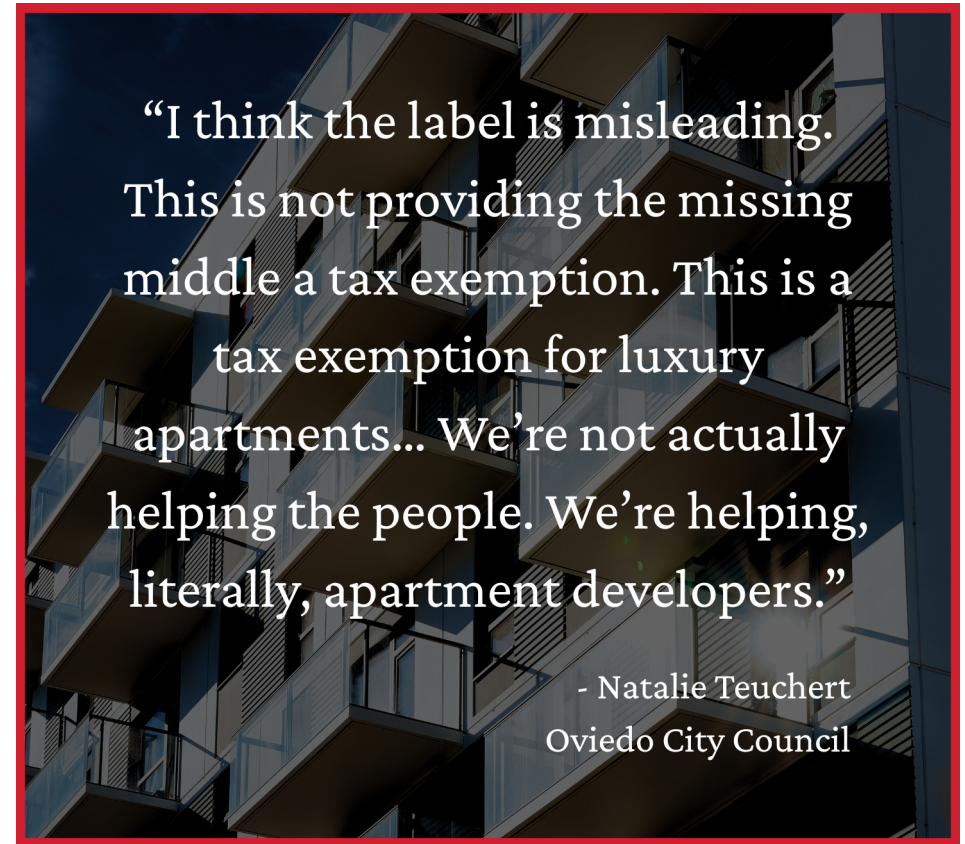 “I think the label is misleading.
This is not providing the missing
middle a tax exemption. This is a
tax exemption for luxury
apartments... We’re not actually
helping the people. We’re helping,
literally, apartment developers.”
- Natalie Teuchert
Oviedo City Council